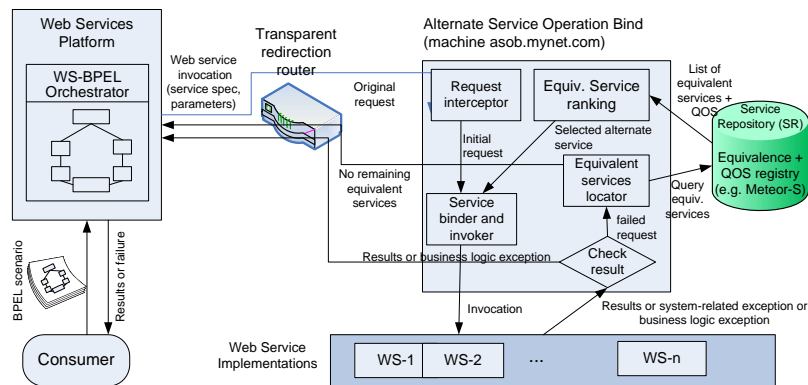 Web Services
Platform
WS-BPEL
Orchestrator
BPEL scenario
Results or failure
Consumer
Web service
invocation
(service spec,
parameters)
Transparent
redirection
router
Original
request
No remaining
equivalent
services
Alternate Service Operation Bind
(machine asob.mynet.com)
Request
interceptor
Equiv. Service
ranking
Initial
request
Selected alternate
service
Equivalent
services
locator
Service
binder and
invoker
failed
request
Check
result
Results or business logic exception
List of
equivalent
services +
QOS
Service
Repository (SR)
Equivalence +
QOS registry
(e.g. Meteor-S)
Query
equiv.
services
Invocation
Results or system-related exception or
business logic exception
Web Service
Implementations
WS-1
WS-2
...
WS-n